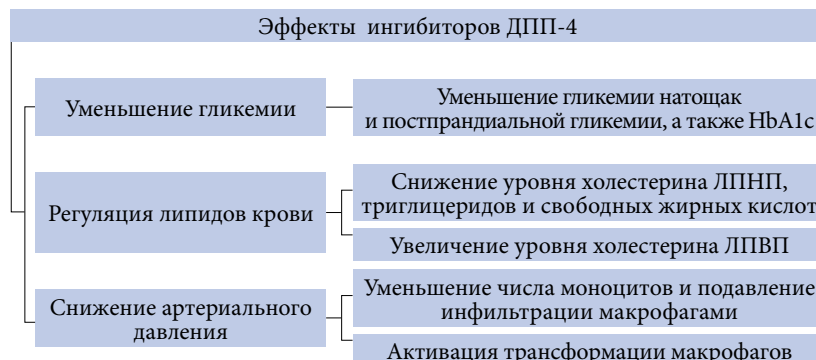 Эффекты ингибиторов ДПП-4
Уменьшение гликемии
Уменьшение гликемии натощак
и постпрандиальной гликемии, а также HbA1c
Регуляция липидов крови
Снижение уровня холестерина ЛПНП,
триглицеридов и свободных жирных кислот
Увеличение уровня холестерина ЛПВП
Снижение артериального
давления
Уменьшение числа моноцитов и подавление
инфильтрации макрофагами
Активация трансформации макрофагов